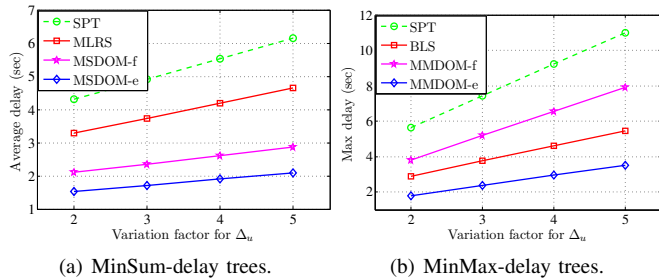 7
6
5
4
3
2
1
Average delay (sec)
SPT
MLRS
MSDOM-f
MSDOM-e
2 3 4 5
Variation factor for Δu
(a) MinSum-delay trees.
12
10
8
6
4
2
Max delay (sec)
SPT
BLS
MMDOM-f
MMDOM-e
2 3 4 5
Variation factor for Δu
(b) MinMax-delay trees.